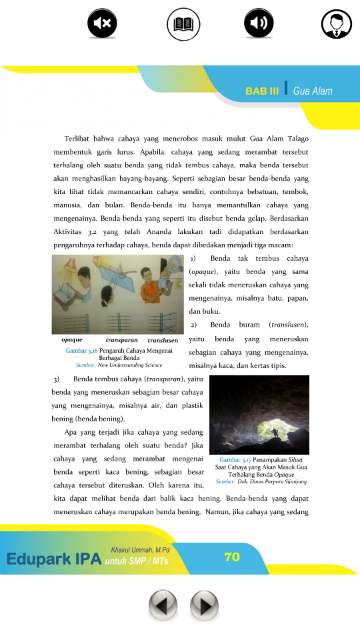 BAB III Gua Alam
Terlihat bahwa cahaya yang menerobos masuk mulut Gua Alam Talago
membentuk garis lurus. Apabila, cahaya yang sedang merambat tersebut
terhalang oleh suatu benda yang tidak tembus cahaya, maka benda tersebut
akan menghasilkan bayang-bayang. Seperti sebagian besar benda-benda yang
kita lihat tidak memancarkan cahaya sendiri, contohnya bebatuan, tembok,
manusia, dan bulan. Benda-benda itu hanya memantulkan cahaya yang
mengenainya. Benda-benda yang seperti itu disebut benda gelap. Berdasarkan
Aktivitas 3.2 yang telah Ananda lakukan tadi didapatkan berdasarkan
pengaruhnya terhadap cahaya, benda dapat dibedakan menjadi tiga macam:
1) Benda tak tembus cahaya
(opaque), yaitu benda yang sama
sekali tidak meneruskan cahaya yang
mengenainya, misalnya batu, papan,
dan buku.
2) Benda buram (translusen),
yaitu benda yang meneruskan
sebagian cahaya yang mengenainya,
misalnya kaca, dan kertas tipis.
opaque transparan translusen
Gambar 3.16 Pengaruh Cahaya Mengenai
Berbagai Benda
Sumber : New Understanding Science
3) Benda tembus cahaya (transparan), yaitu
benda yang meneruskan sebagian besar cahaya
yang mengenainya, misalnya air, dan plastik
bening (benda bening).
Apa yang terjadi jika cahaya yang sedang
merambat terhalang oleh suatu benda? Jika
cahaya yang sedang merambat mengenai
benda seperti kaca bening, sebagian besar
cahaya tersebut diteruskan. Oleh karena itu,
Gambar 3.17 Penampakan Siluet
Saat Cahaya yang Akan Masuk Gua
Terhalang Benda Opaque
Sumber : Dok. Dinas Parpora Sijunjung
kita dapat melihat benda dari balik kaca bening. Benda-benda yang dapat
meneruskan cahaya merupakan benda bening. Namun, jika cahaya yang sedang
Khairul Ummah, M.Pd
Edupark IPA untuk SMP / MTs
70